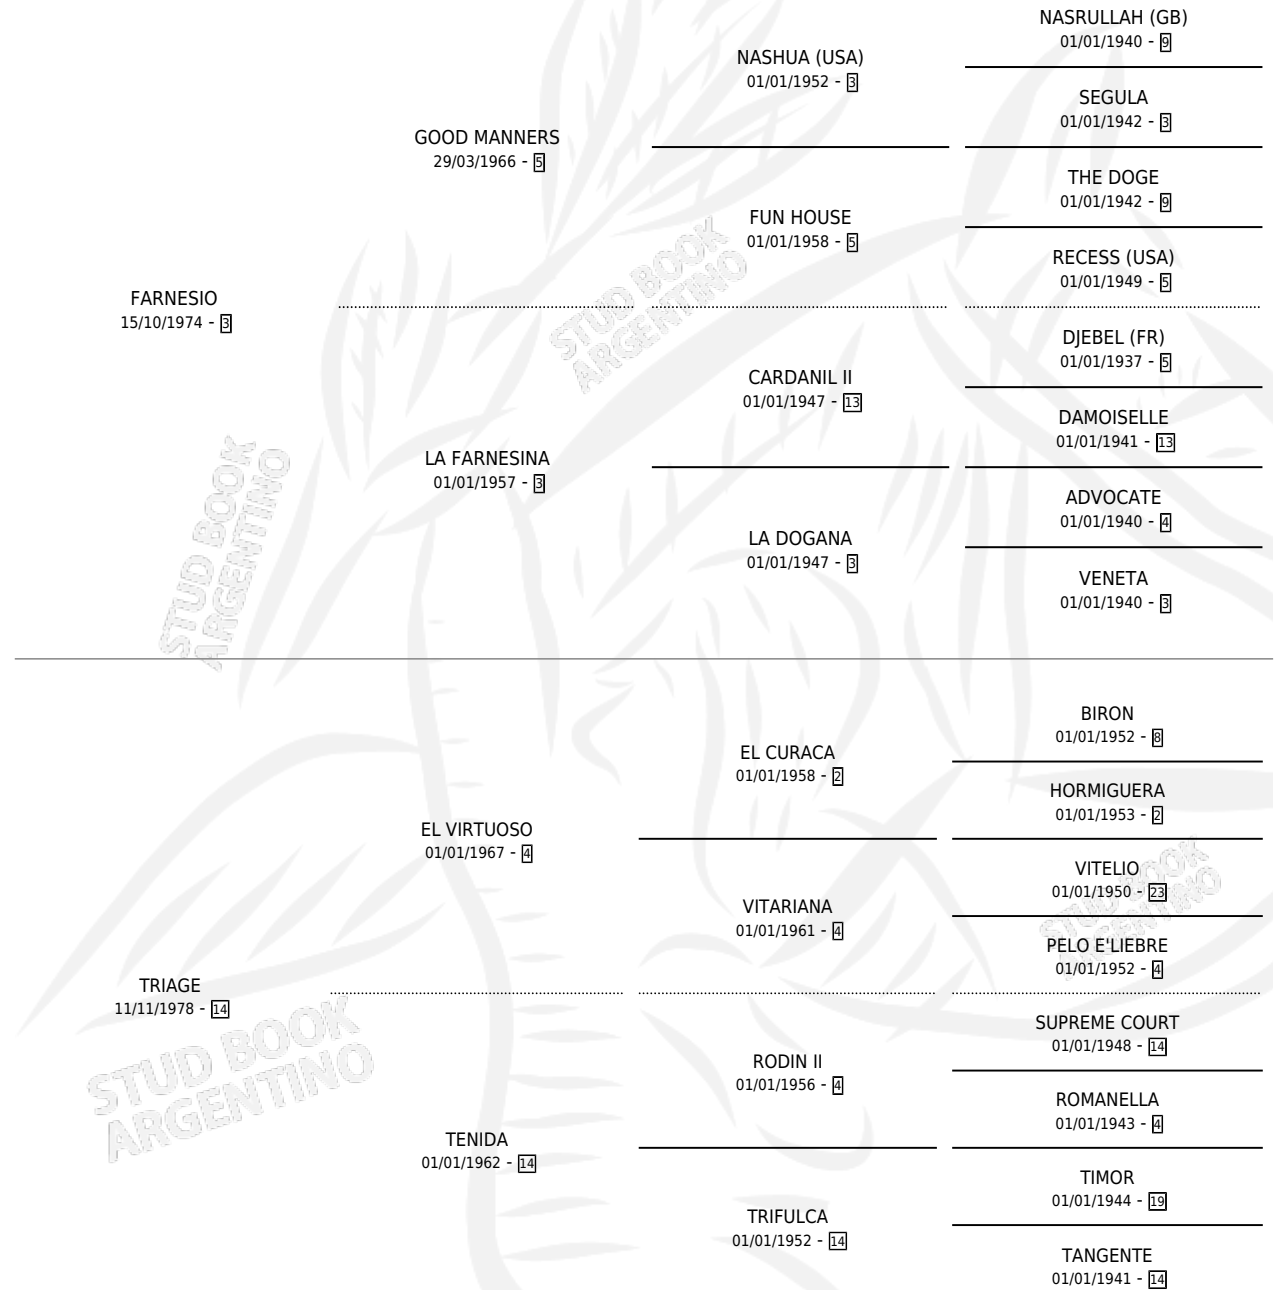 NASRULLAH (GB)
01/01/1940 - 9
NASHUA (USA)
01/01/1952 - 3
SEGULA
01/01/1942 - 3
GOOD MANNERS
29/03/1966 - 5
THE DOGE
01/01/1942 - 9
FUN HOUSE
01/01/1958 - 5
RECESS (USA)
01/01/1949 - 5
FARNESIO
15/10/1974 - 3
DJEBEL (FR)
01/01/1937 - 5
CARDANIL II
01/01/1947 - 13
DAMOISELLE
01/01/1941 - 13
LA FARNESINA
01/01/1957 - 3
ADVOCATE
01/01/1940 - 4
LA DOGANA
01/01/1947 - 3
VENETA
01/01/1940 - 3
STUD BOOK
ARGENTINO
STUD BOOK
ARGENTINO
BIRON
01/01/1952 - 8
EL CURACA
01/01/1958 - 2
HORMIGUERA
01/01/1953 - 2
EL VIRTUOSO
01/01/1967 - 4
VITELIO
01/01/1950 - 23
VITARIANA
01/01/1961 - 4
PELO E'LIEBRE
01/01/1952 - 4
TRIAGE
11/11/1978 - 14
SUPREME COURT
01/01/1948 - 14
RODIN II
01/01/1956 - 4
ROMANELLA
01/01/1943 - 4
TENIDA
01/01/1962 - 14
TIMOR
01/01/1944 - 19
TRIFULCA
01/01/1952 - 14
TANGENTE
01/01/1941 - 14
STUD BOOK
ARGENTINO
STUD BOOK
ARGENTINO